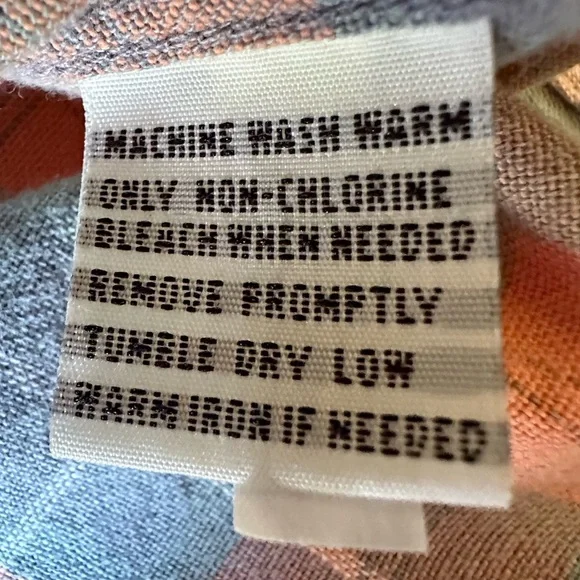 MACHINE WASH WARM
ONLY NON-CHLORINE
BLEACH WHEN NEEDED
REMOVE PROMPTLY
TUMBLE DRY LOW
WARM IRON IF NEEDED